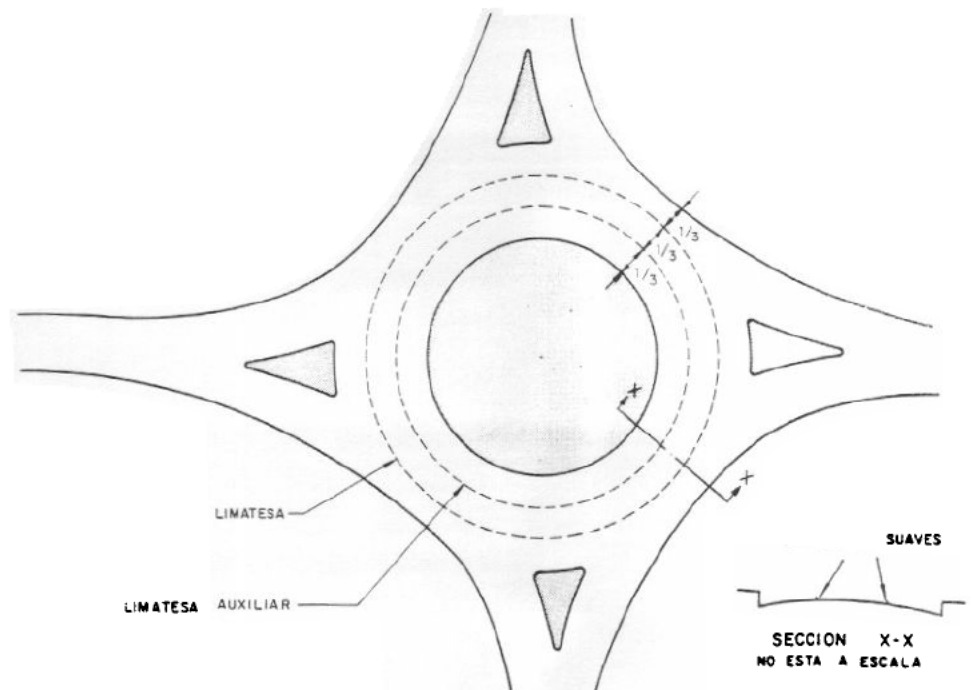 1/3
1/3
1/3
X
X
LIMATESA
LIMATESA AUXILIAR
SUAVES
SECCION X-X
NO ESTA A ESCALA